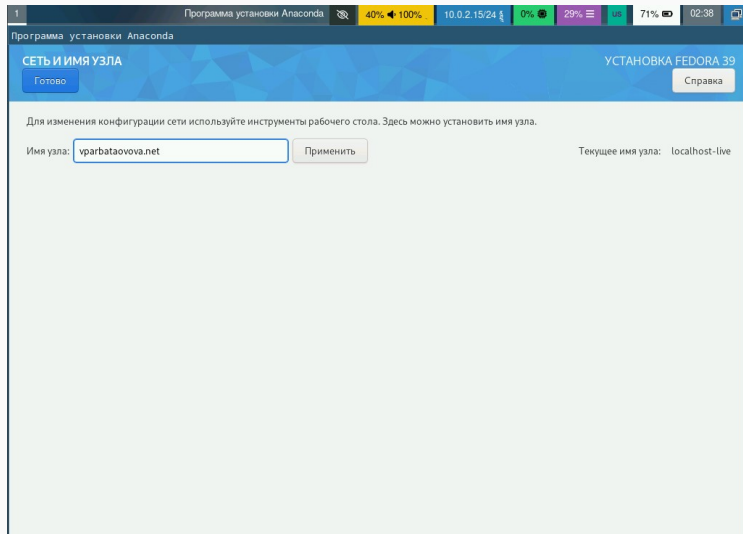 1 Программа установки Anaconda 40% 100% 10.0.2.15/24 0% 29% us 71% 02:38
Программа установки Anaconda
СЕТЬ И ИМЯ УЗЛА УСТАНОВКА FEDORA 39
Готово Справка
Для изменения конфигурации сети используйте инструменты рабочего стола. Здесь можно установить имя узла.
Имя узла: vparbataovova.net Применить Текущее имя узла: localhost-live